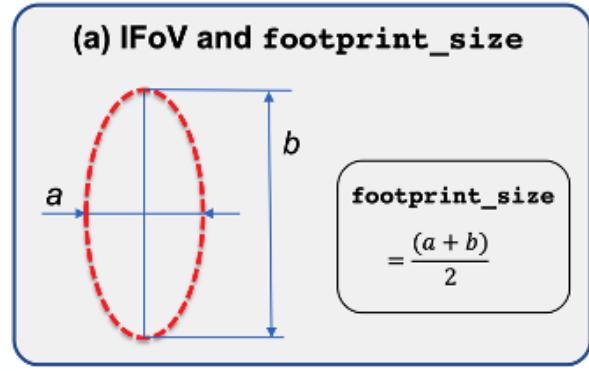 (a) IFoV and footprint_size
a
b
footprint_size
= (a + b)
2